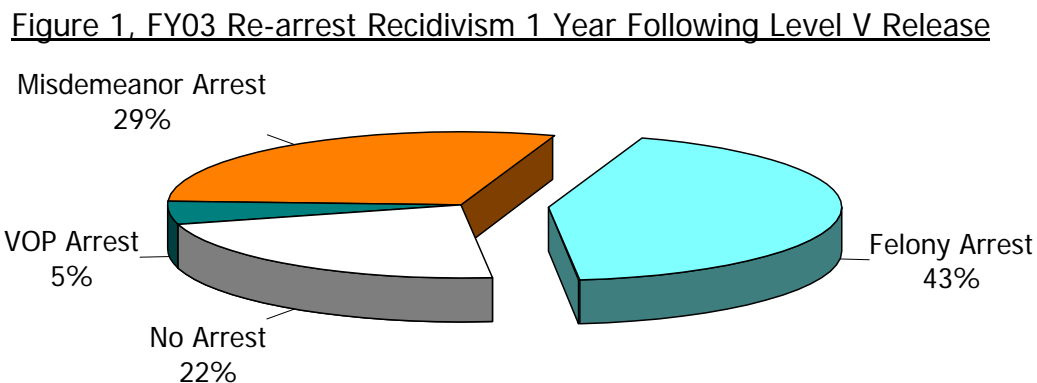 Figure 1, FY03 Re-arrest Recidivism 1 Year Following Level V Release
Misdemeanor Arrest
29%
VOP Arrest
5%
Felony Arrest
43%
No Arrest
22%